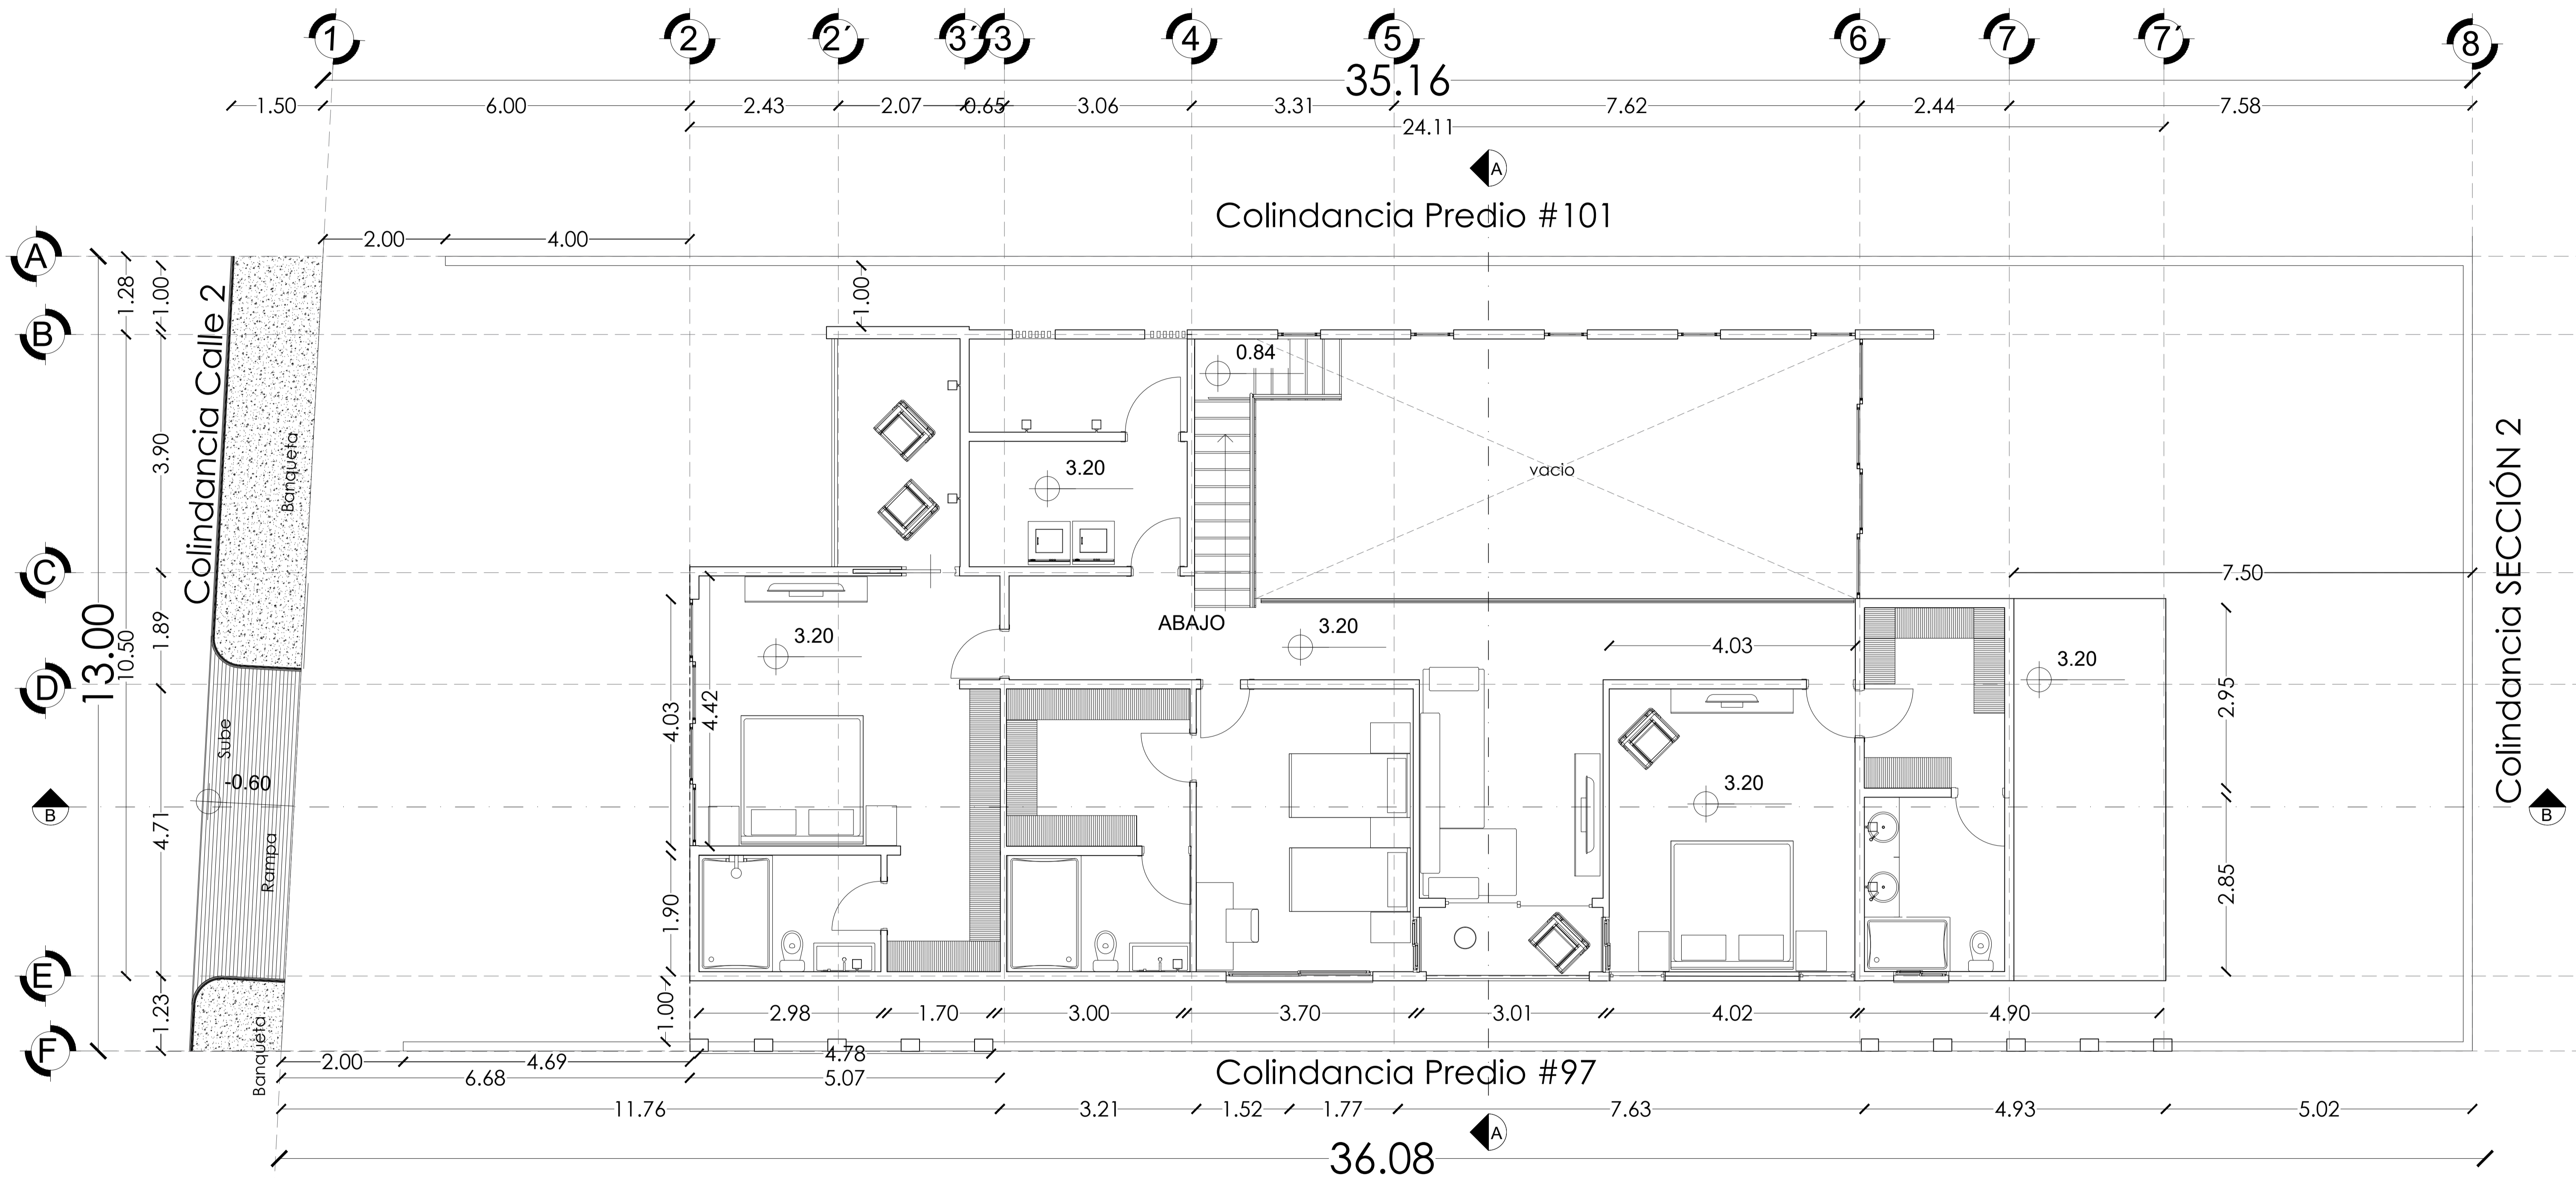 1 2 2´ 3´ 3 4 5 6 7 7´ 8
35.16
1.50 6.00 2.43 2.07 0.65 3.06 3.31 7.62 2.44 7.58
24.11
A
Colindancia Predio #101
2.00 4.00
A
B
C
D
E
F
13.00
1.28
10.50
1.00
3.90
1.89
4.71
1.23
Colindancia Calle 2
Banqueta
Sube
-0.60
Rampa
Banqueta
B
1.00
0.84
3.20
vacio
7.50
ABAJO
3.20
3.20
4.03
3.20
4.03
4.42
3.20
2.95
2.85
1.90
1.00
Colindancia SECCIÓN 2
B
2.98 1.70 3.00 3.70 3.01 4.02 4.90
4.78
2.00 4.69
6.68 5.07
Colindancia Predio #97
11.76 3.21 1.52 1.77 7.63 4.93 5.02
A
36.08